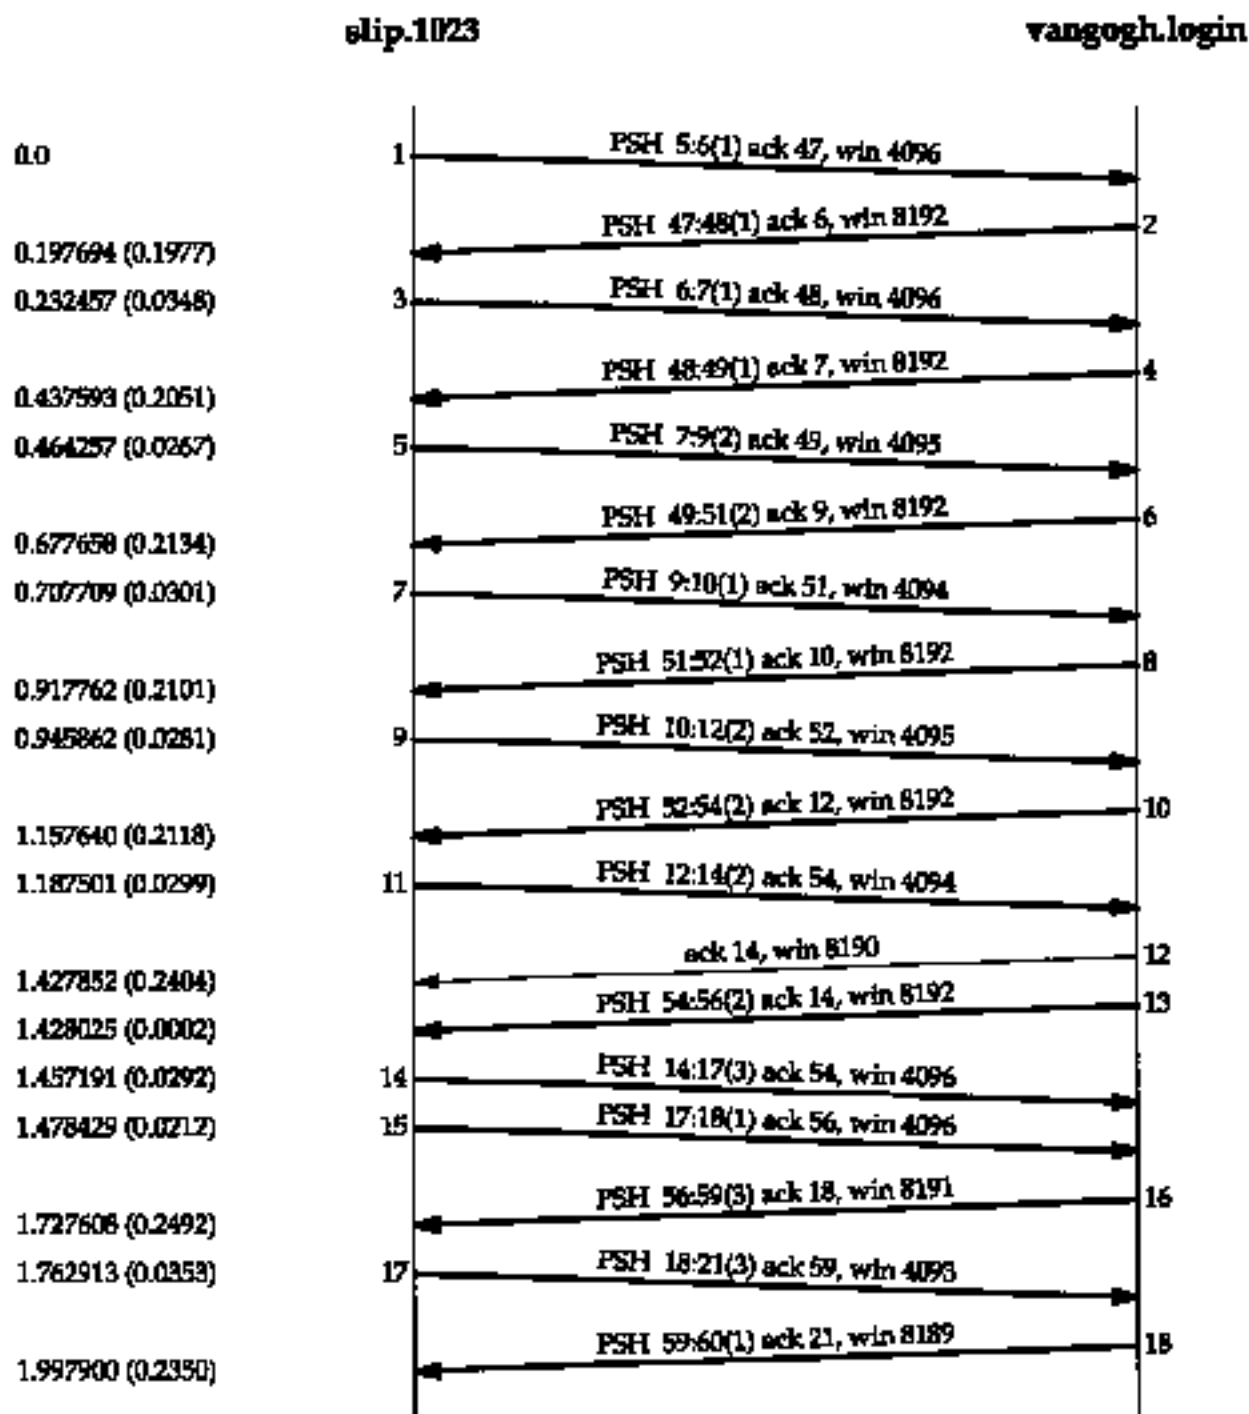 slip.1023 vangogh.login
0.0 1 PSH 5:6(1) ack 47, win 4096
PSH 47:48(1) ack 6, win 8192 2
0.197694 (0.1977)
0.232457 (0.0348) 3 PSH 6:7(1) ack 48, win 4096
PSH 48:49(1) ack 7, win 8192 4
0.437593 (0.2051)
0.464257 (0.0267) 5 PSH 7:9(2) ack 49, win 4095
PSH 49:51(2) ack 9, win 8192 6
0.677658 (0.2134)
0.707709 (0.0301) 7 PSH 9:10(1) ack 51, win 4094
PSH 51:52(1) ack 10, win 8192 8
0.917762 (0.2101)
0.945862 (0.0281) 9 PSH 10:12(2) ack 52, win 4095
PSH 52:54(2) ack 12, win 8192 10
1.157640 (0.2118)
1.187501 (0.0299) 11 PSH 12:14(2) ack 54, win 4094
ack 14, win 8190 12
1.427852 (0.2404)
PSH 54:56(2) ack 14, win 8192 13
1.428025 (0.0002)
1.457191 (0.0292) 14 PSH 14:17(3) ack 54, win 4096
1.478429 (0.0212) 15 PSH 17:18(1) ack 56, win 4096
PSH 56:59(3) ack 18, win 8191 16
1.727608 (0.2492)
1.762913 (0.0353) 17 PSH 18:21(3) ack 59, win 4093
PSH 59:60(1) ack 21, win 8189 18
1.997900 (0.2350)